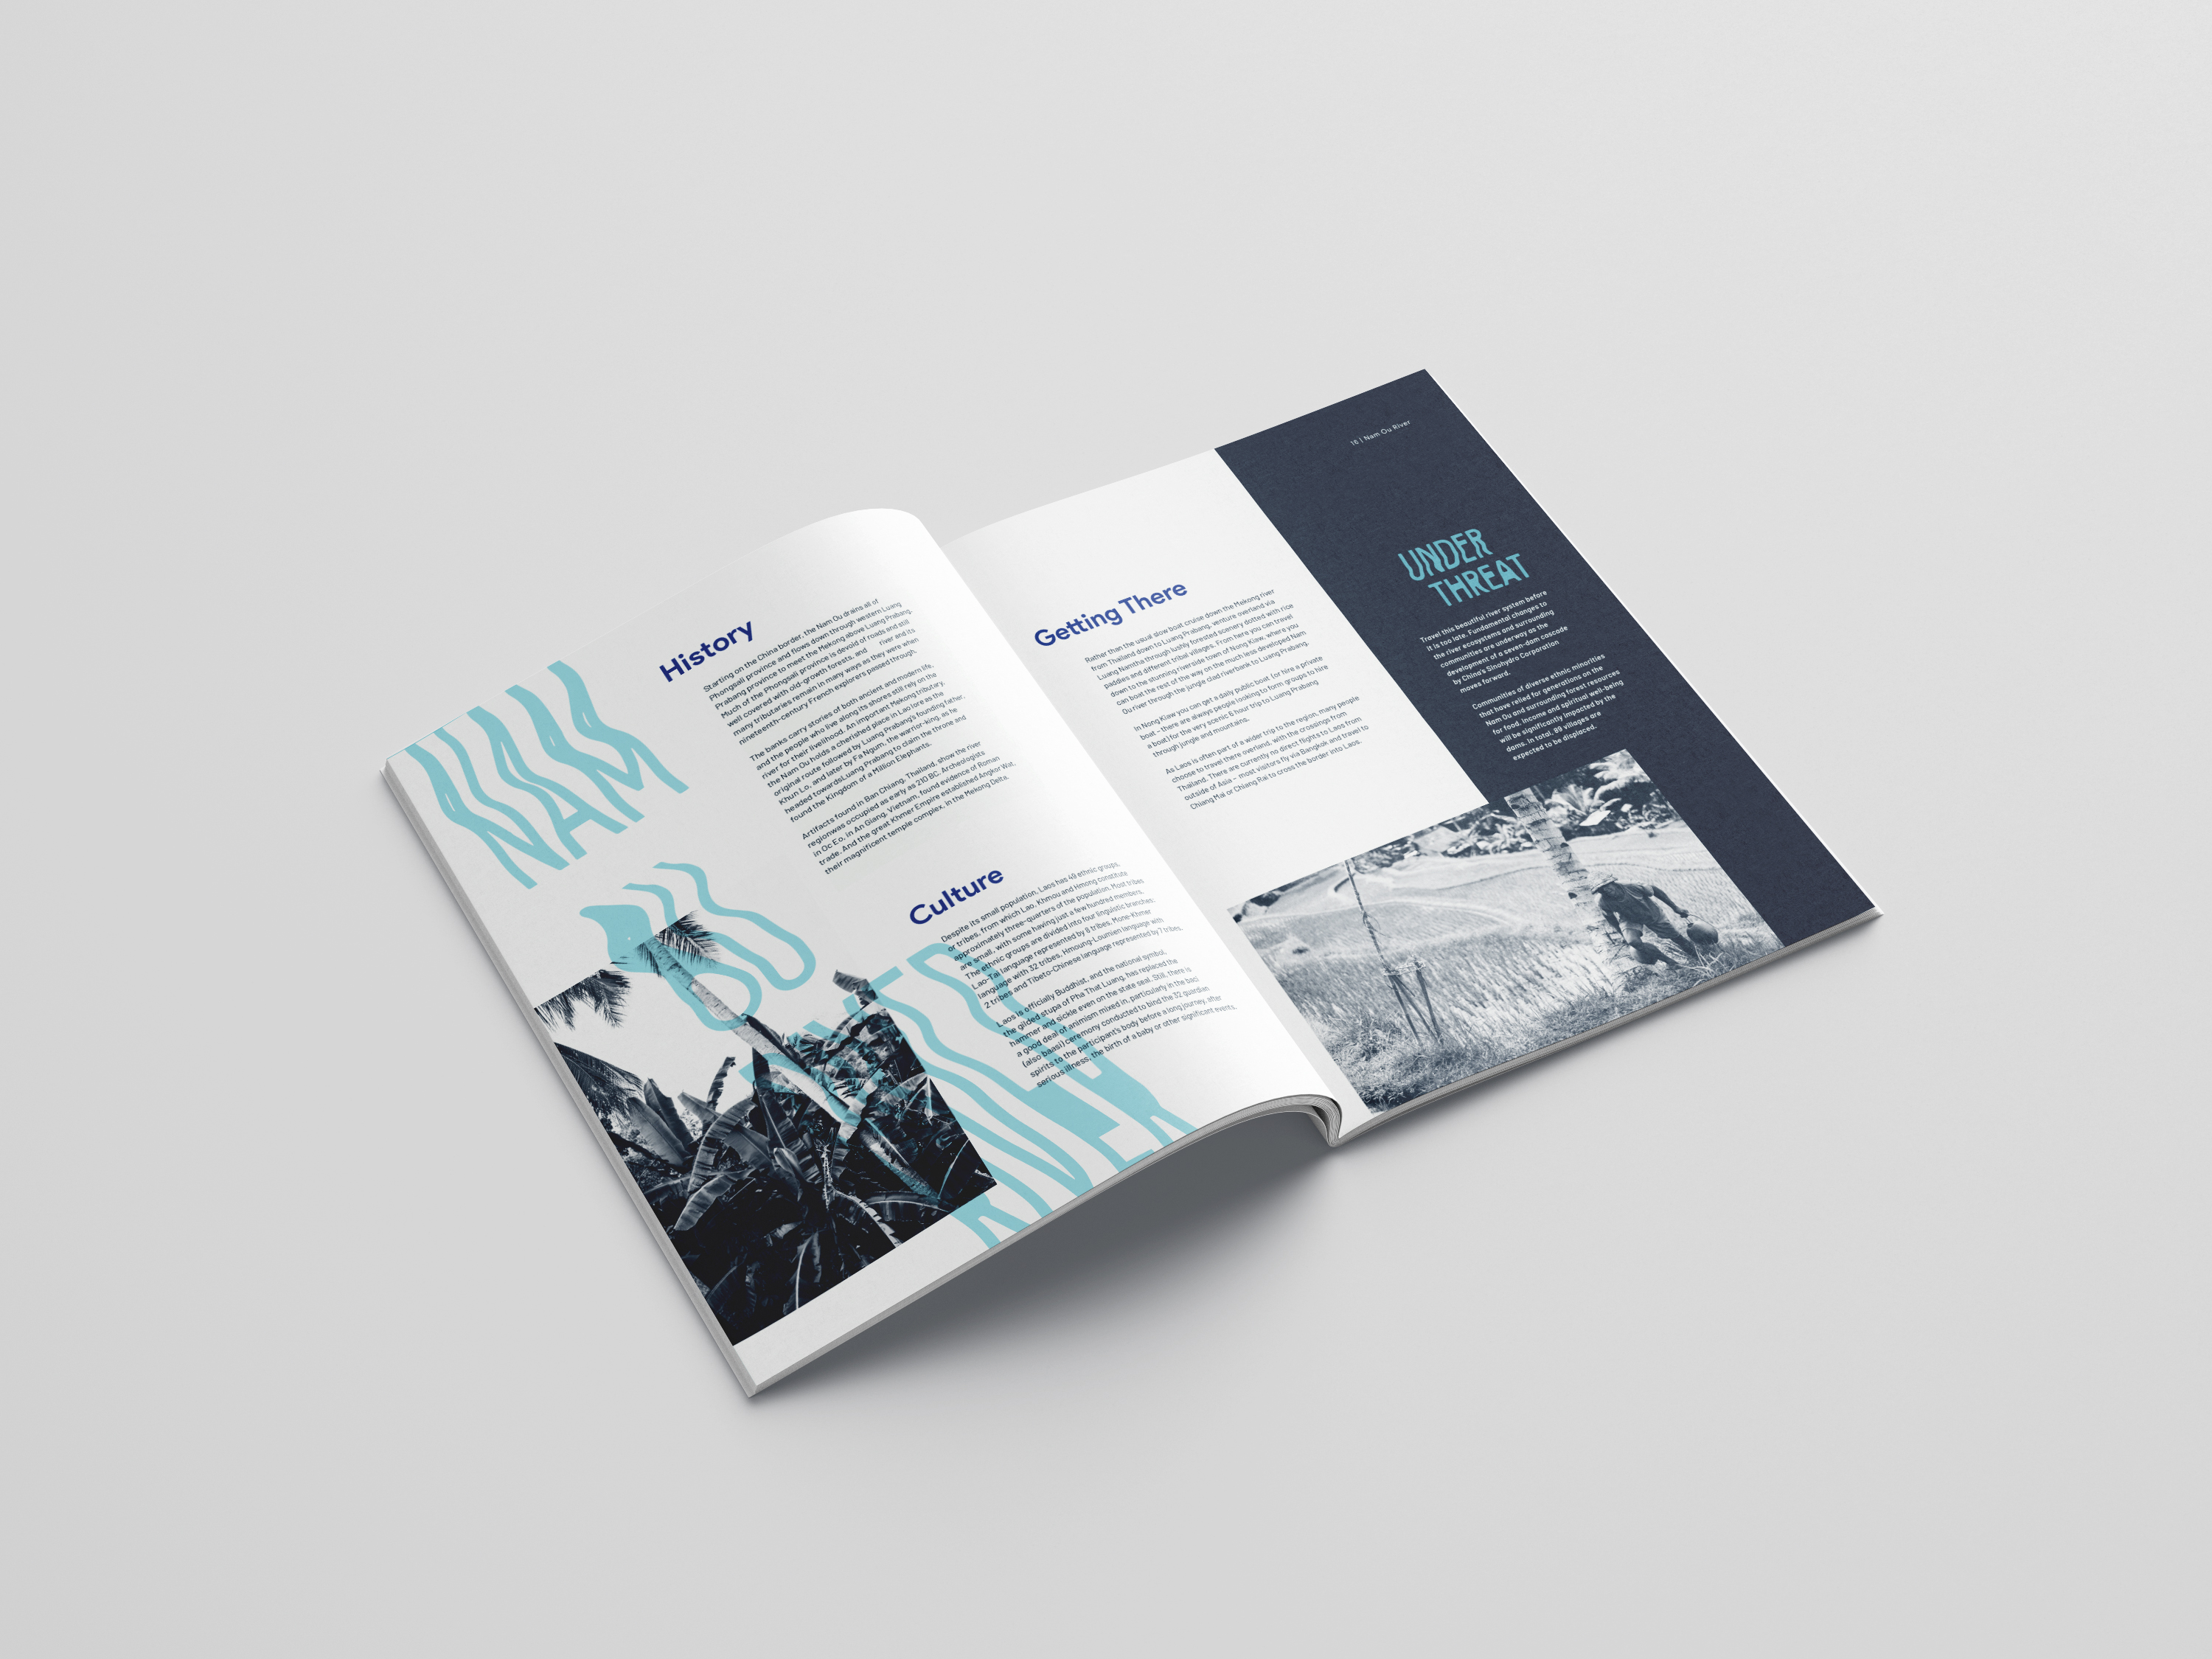 NAM
OU
RIVER
History
Starting on the China border, the Nam Ou drains all of
Phongsali province and flows down through western Luang
Prabang province to meet the Mekong above Luang Prabang.
Much of the Phongsali province is devoid of roads and still
well covered with old-growth forests, and river and its
many tributaries remain in many ways as they were when
nineteenth-century French explorers passed through.
The banks carry stories of both ancient and modern life,
and the people who live along its shores still rely on the
river for their livelihood. An important Mekong tributary,
the Nam Ou holds a cherished place in Lao lore as the
original route followed by Luang Prabang's founding father,
Khun Lo, and later by Fa Ngum, the warrior-king, as he
headed towardsLuang Prabang to claim the throne and
found the Kingdom of a Million Elephants.
Artifacts found in Ban Chiang, Thailand, show the river
regionwas occupied as early as 210 BC. Archeologists
in Oc Eo, in An Giang, Vietnam, found evidence of Roman
trade. And the great Khmer Empire established Angkor Wat,
their magnificent temple complex, in the Mekong Delta.
Culture
Despite its small population, Laos has 49 ethnic groups,
or tribes, from which Lao, Khmou and Hmong constitute
approximately three-quarters of the population. Most tribes
are small, with some having just a few hundred members.
The ethnic groups are divided into four linguistic branches:
Lao-Tai language represented by 8 tribes, Mone-Khmer
language with 32 tribes, Hmoung-Loumien language with
2 tribes and Tibeto-Chinese language represented by 7 tribes.
Laos is officially Buddhist, and the national symbol,
the gilded stupa of Pha That Luang, has replaced the
hammer and sickle even on the state seal. Still, there is
a good deal of animism mixed in, particularly in the baci
(also baasi) ceremony conducted to bind the 32 guardian
spirits to the participant's body before a long journey, after
serious illness, the birth of a baby or other significant events.
Getting There
Rather than the usual slow boat cruise down the Mekong river
from Thailand down to Luang Prabang, venture overland via
Luang Namtha through lushly forested scenery dotted with rice
paddies and different tribal villages. From here you can travel
down to the stunning riverside town of Nong Kiaw, where you
can boat the rest of the way on the much less developed Nam
Ou river through the jungle clad riverbank to Luang Prabang.
In Nong Kiaw you can get a daily public boat (or hire a private
boat – there are always people looking to form groups to hire
a boat) for the very scenic 6 hour trip to Luang Prabang
through jungle and mountains.
As Laos is often part of a wider trip to the region, many people
choose to travel there overland, with the crossings from
Thailand. There are currently no direct flights to Laos from
outside of Asia – most visitors fly via Bangkok and travel to
Chiang Mai or Chiang Rai to cross the border into Laos.
16 | Nam Ou River
UNDER
THREAT
Travel this beautiful river system before
it is too late. Fundamental changes to
the river ecosystems and surrounding
communities are underway as the
development of a seven-dam cascade
by China's Sinohydro Corporation
moves forward.
Communities of diverse ethnic minorities
that have relied for generations on the
Nam Ou and surrounding forest resources
for food, income and spiritual well-being
will be significantly impacted by the
dams. In total, 89 villages are
expected to be displaced.